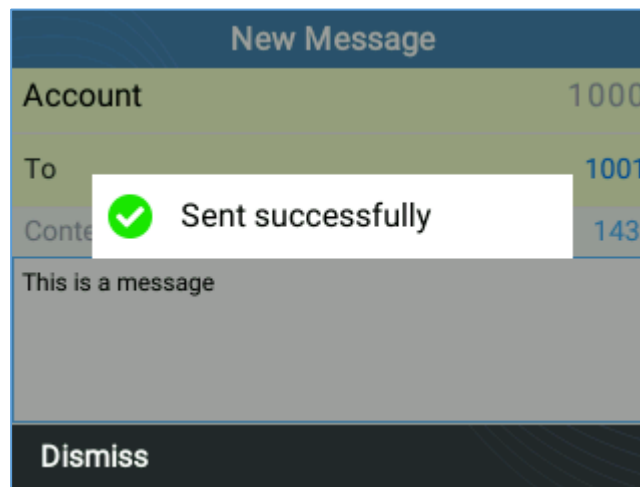 New Message
Account 1000
To 1001
Sent successfully
143
This is a message
Dismiss